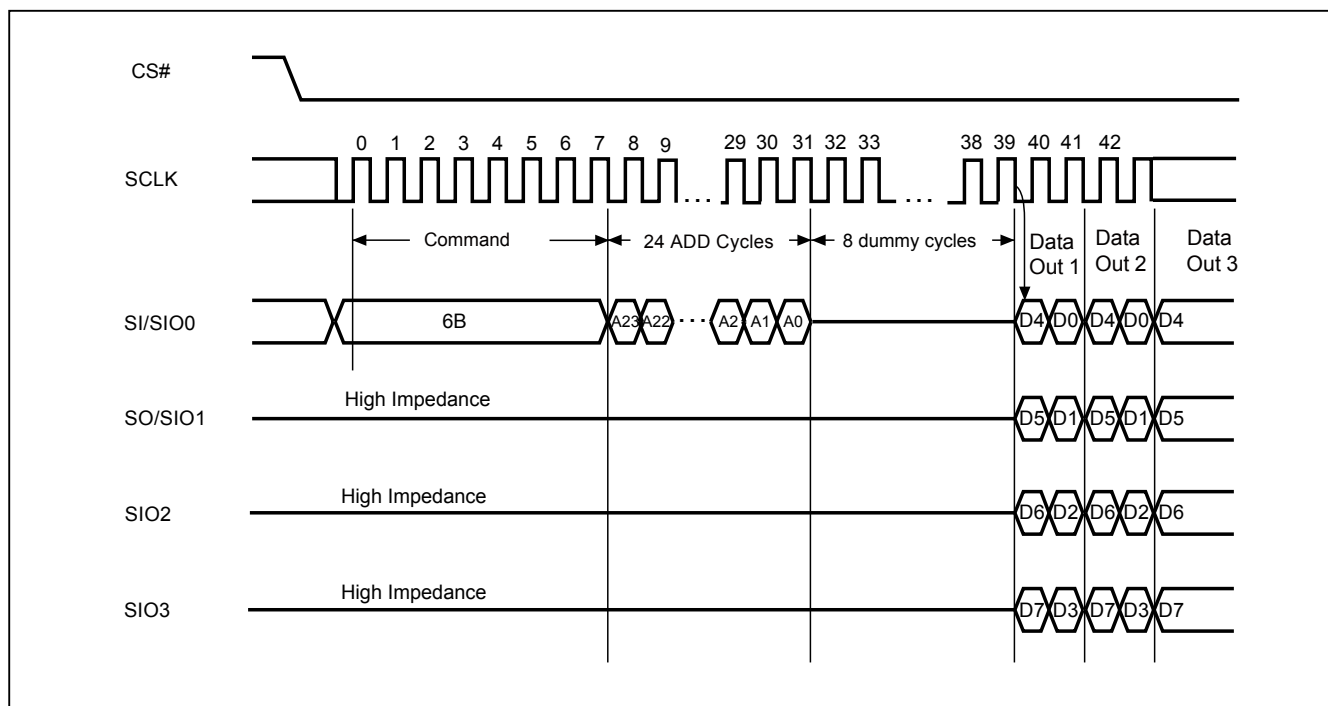 CS#
0 1 2 3 4 5 6 7 8 9 29 30 31 32 33 38 39 40 41 42
SCLK
Command 24 ADD Cycles 8 dummy cycles Data Out 1 Data Out 2 Data Out 3
SI/SIO0 6B A23 A22 A2 A1 A0 D4 D0 D4 D0 D4
High Impedance
SO/SIO1 D5 D1 D5 D1 D5
High Impedance
SIO2 D6 D2 D6 D2 D6
High Impedance
SIO3 D7 D3 D7 D3 D7